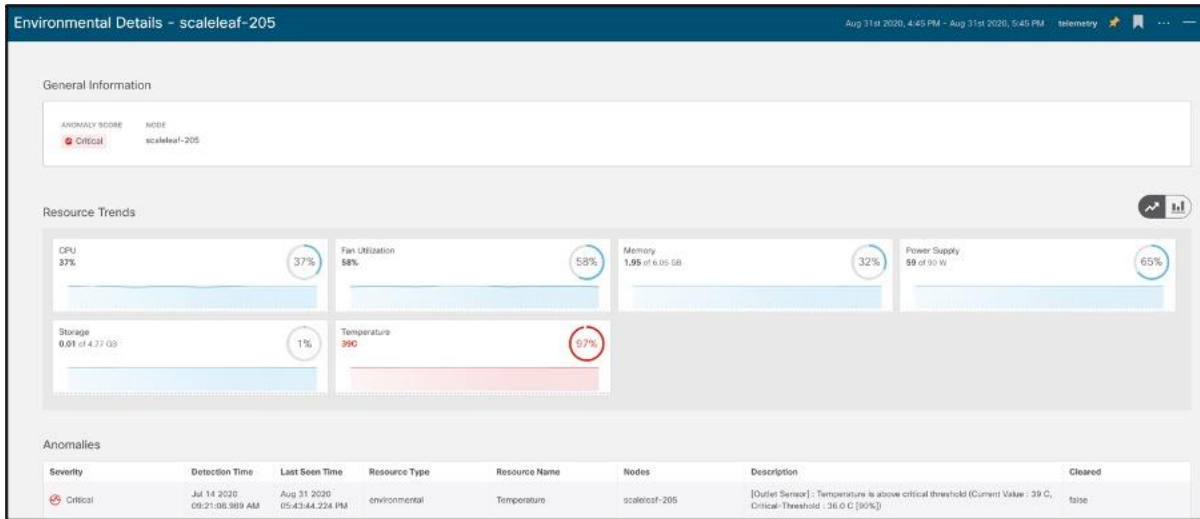 Environmental Details - scaleleaf-205
Aug 31st 2020, 4:45 PM - Aug 31st 2020, 5:45 PM telemetry
General Information
ANOMALY SCORE NODE
Critical scaleleaf-205
Resource Trends
CPU
37%
37%
Fan Utilization
58%
58%
Memory
1.95 of 6.05 GB
32%
Power Supply
59 of 90 W
65%
Storage
0.01 of 4.77 GB
1%
Temperature
39C
97%
Anomalies
Severity Detection Time Last Seen Time Resource Type Resource Name Nodes Description Cleared
Critical
Jul 14 2020
09:21:08.989 AM
Aug 31 2020
05:43:44.224 PM
environmental
Temperature
scaleleaf-205
[Outlet Sensor] : Temperature is above critical threshold (Current Value : 39 C,
Critical-Threshold : 36.0 C [90%])
false